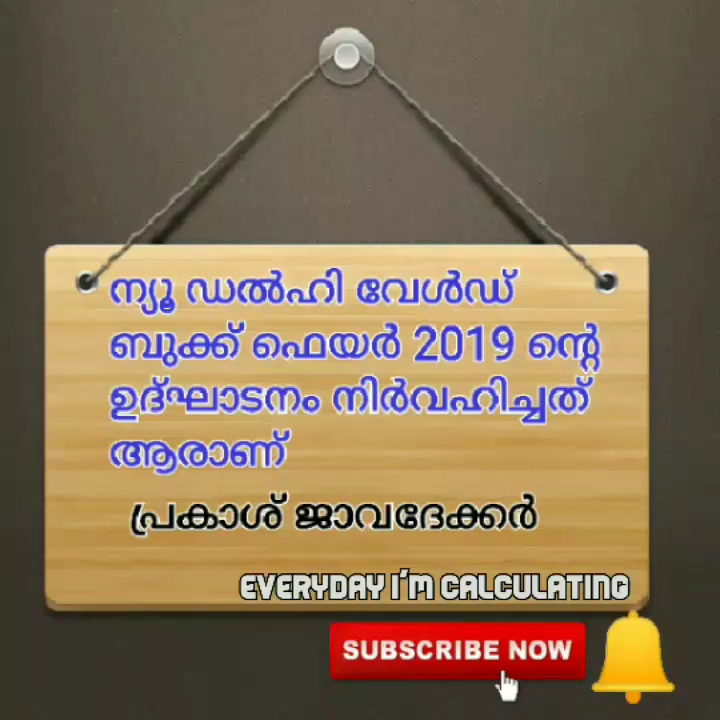 ന്യൂ ഡൽഹി വേൾഡ്
ബുക്ക് ഫെയർ 2019 ന്റെ
ഉദ്ഘാടനം നിർവഹിച്ചത്
ആരാണ്
പ്രകാശ് ജാവദേക്കർ
EVERYDAY I'M CALCULATING
SUBSCRIBE NOW